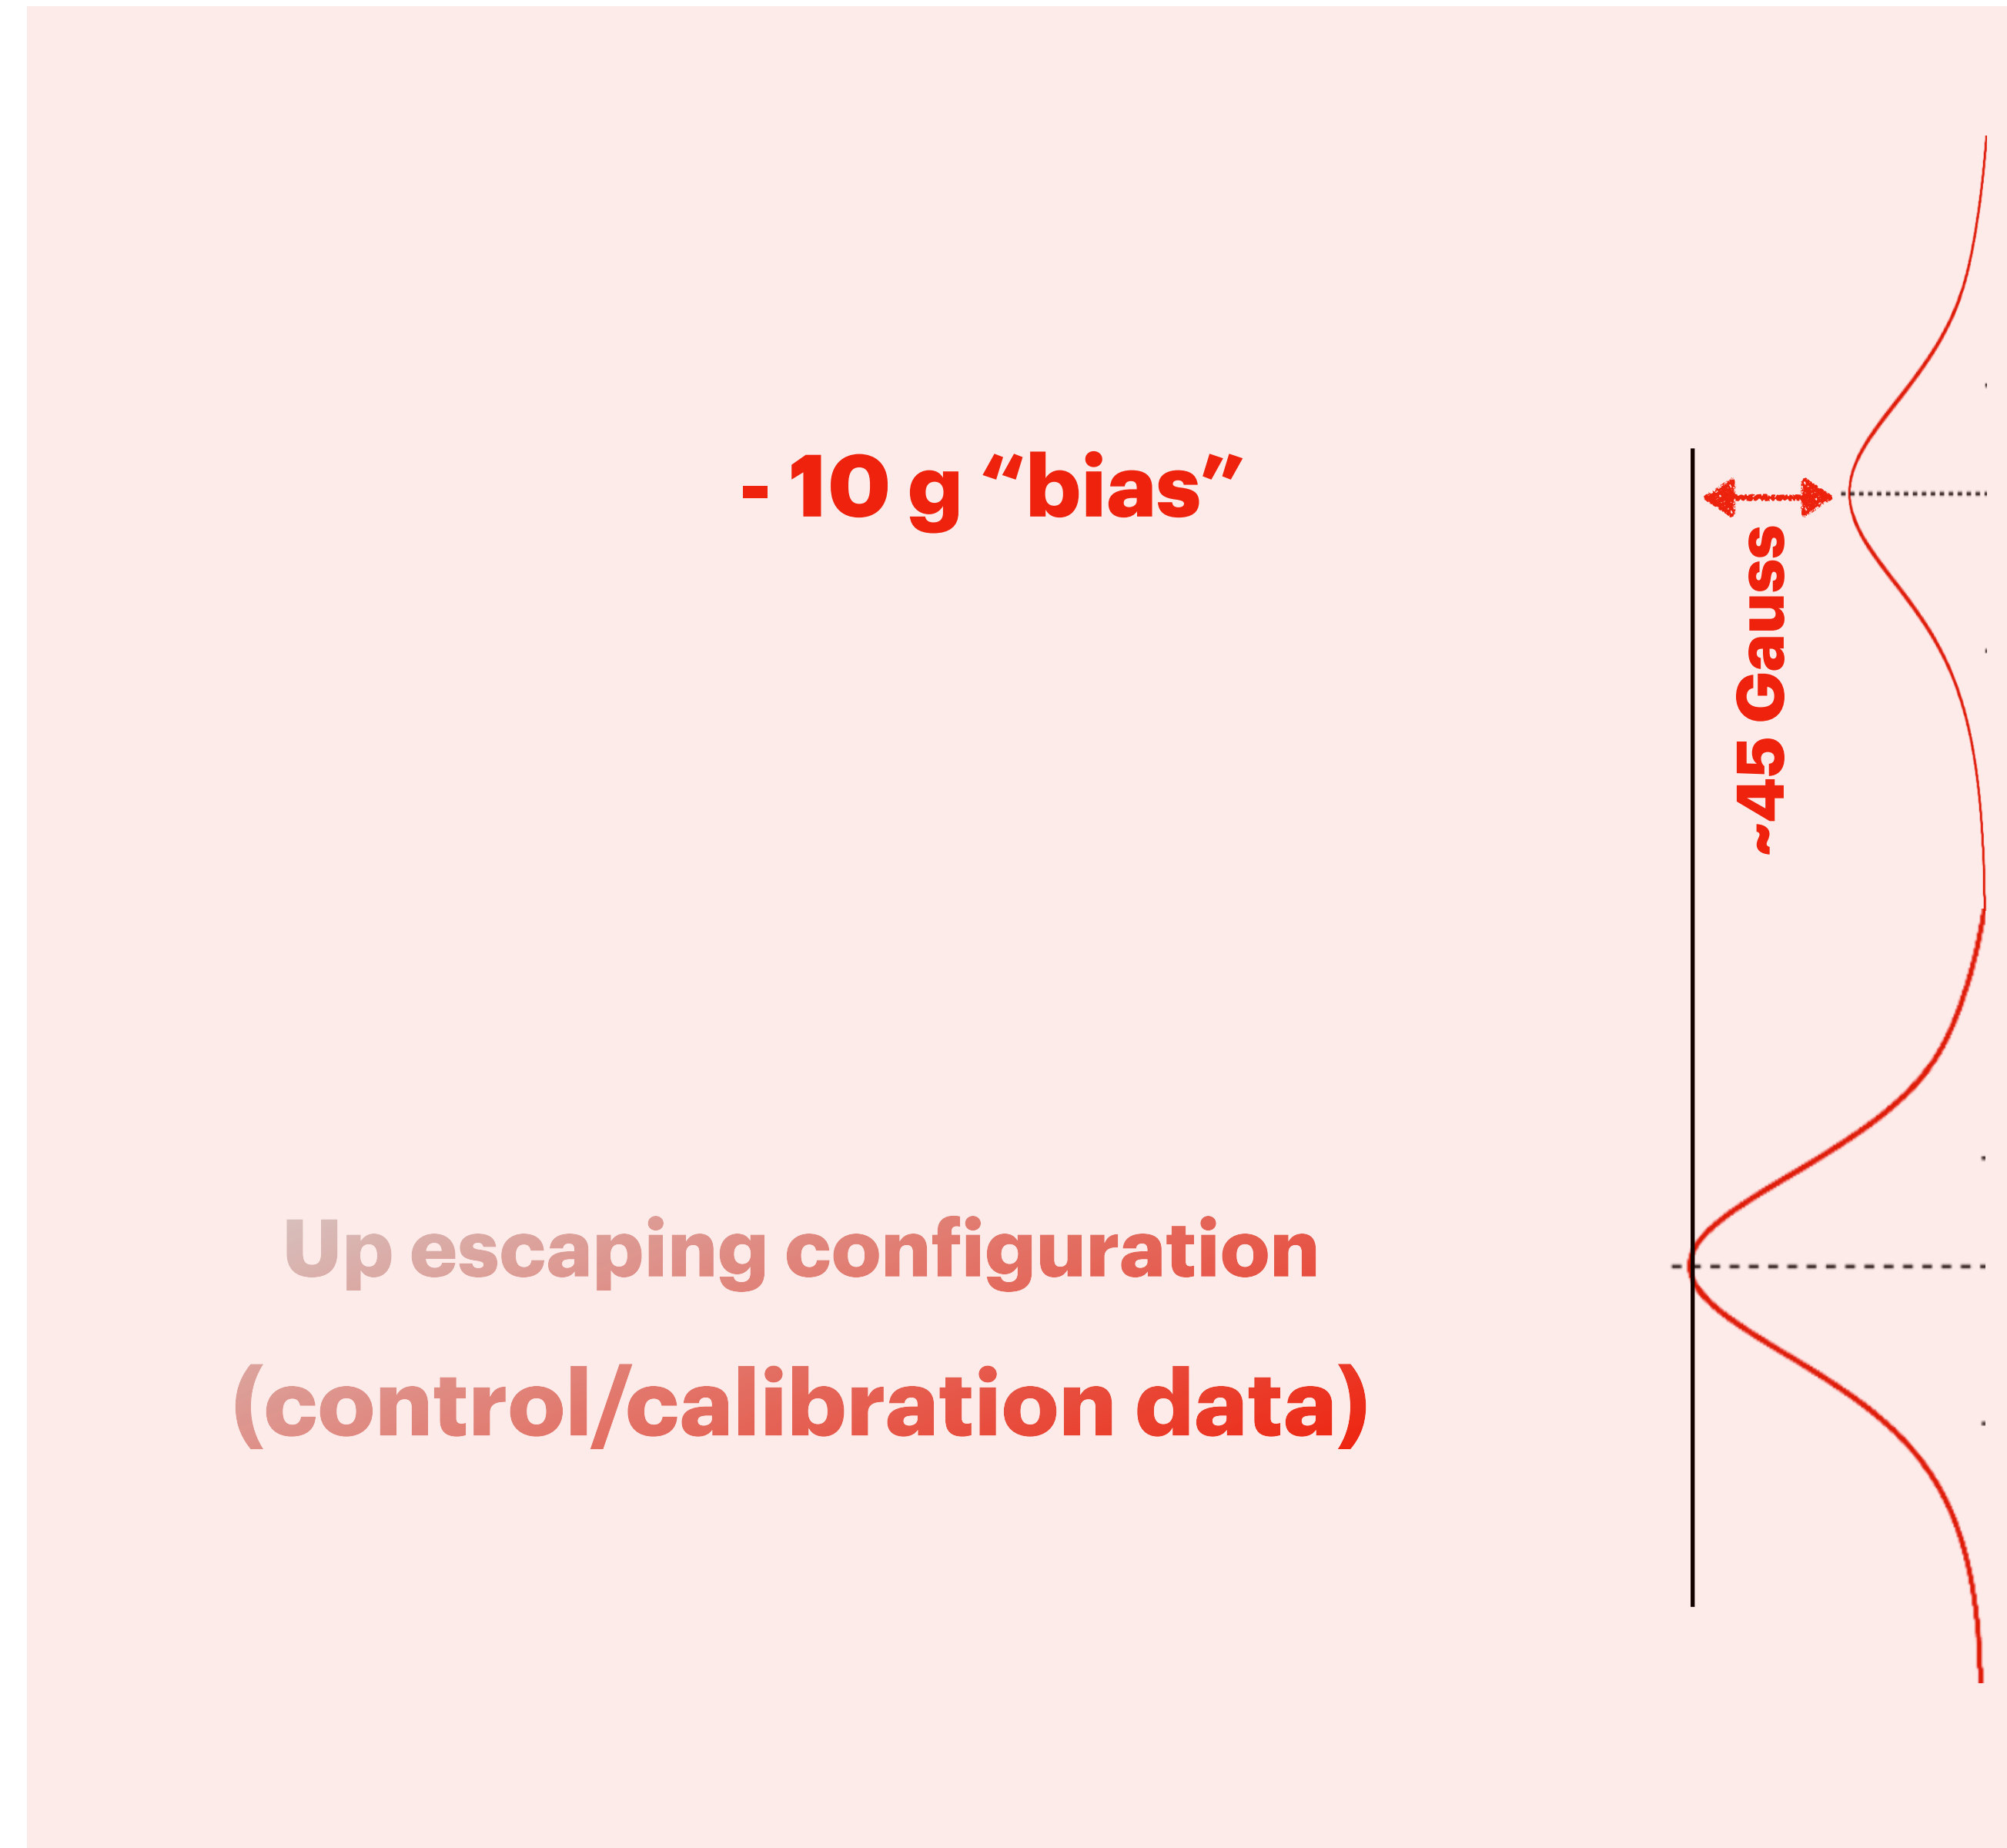 - 10 g “bias”
~45 Gauss
Up escaping configuration
(control/calibration data)